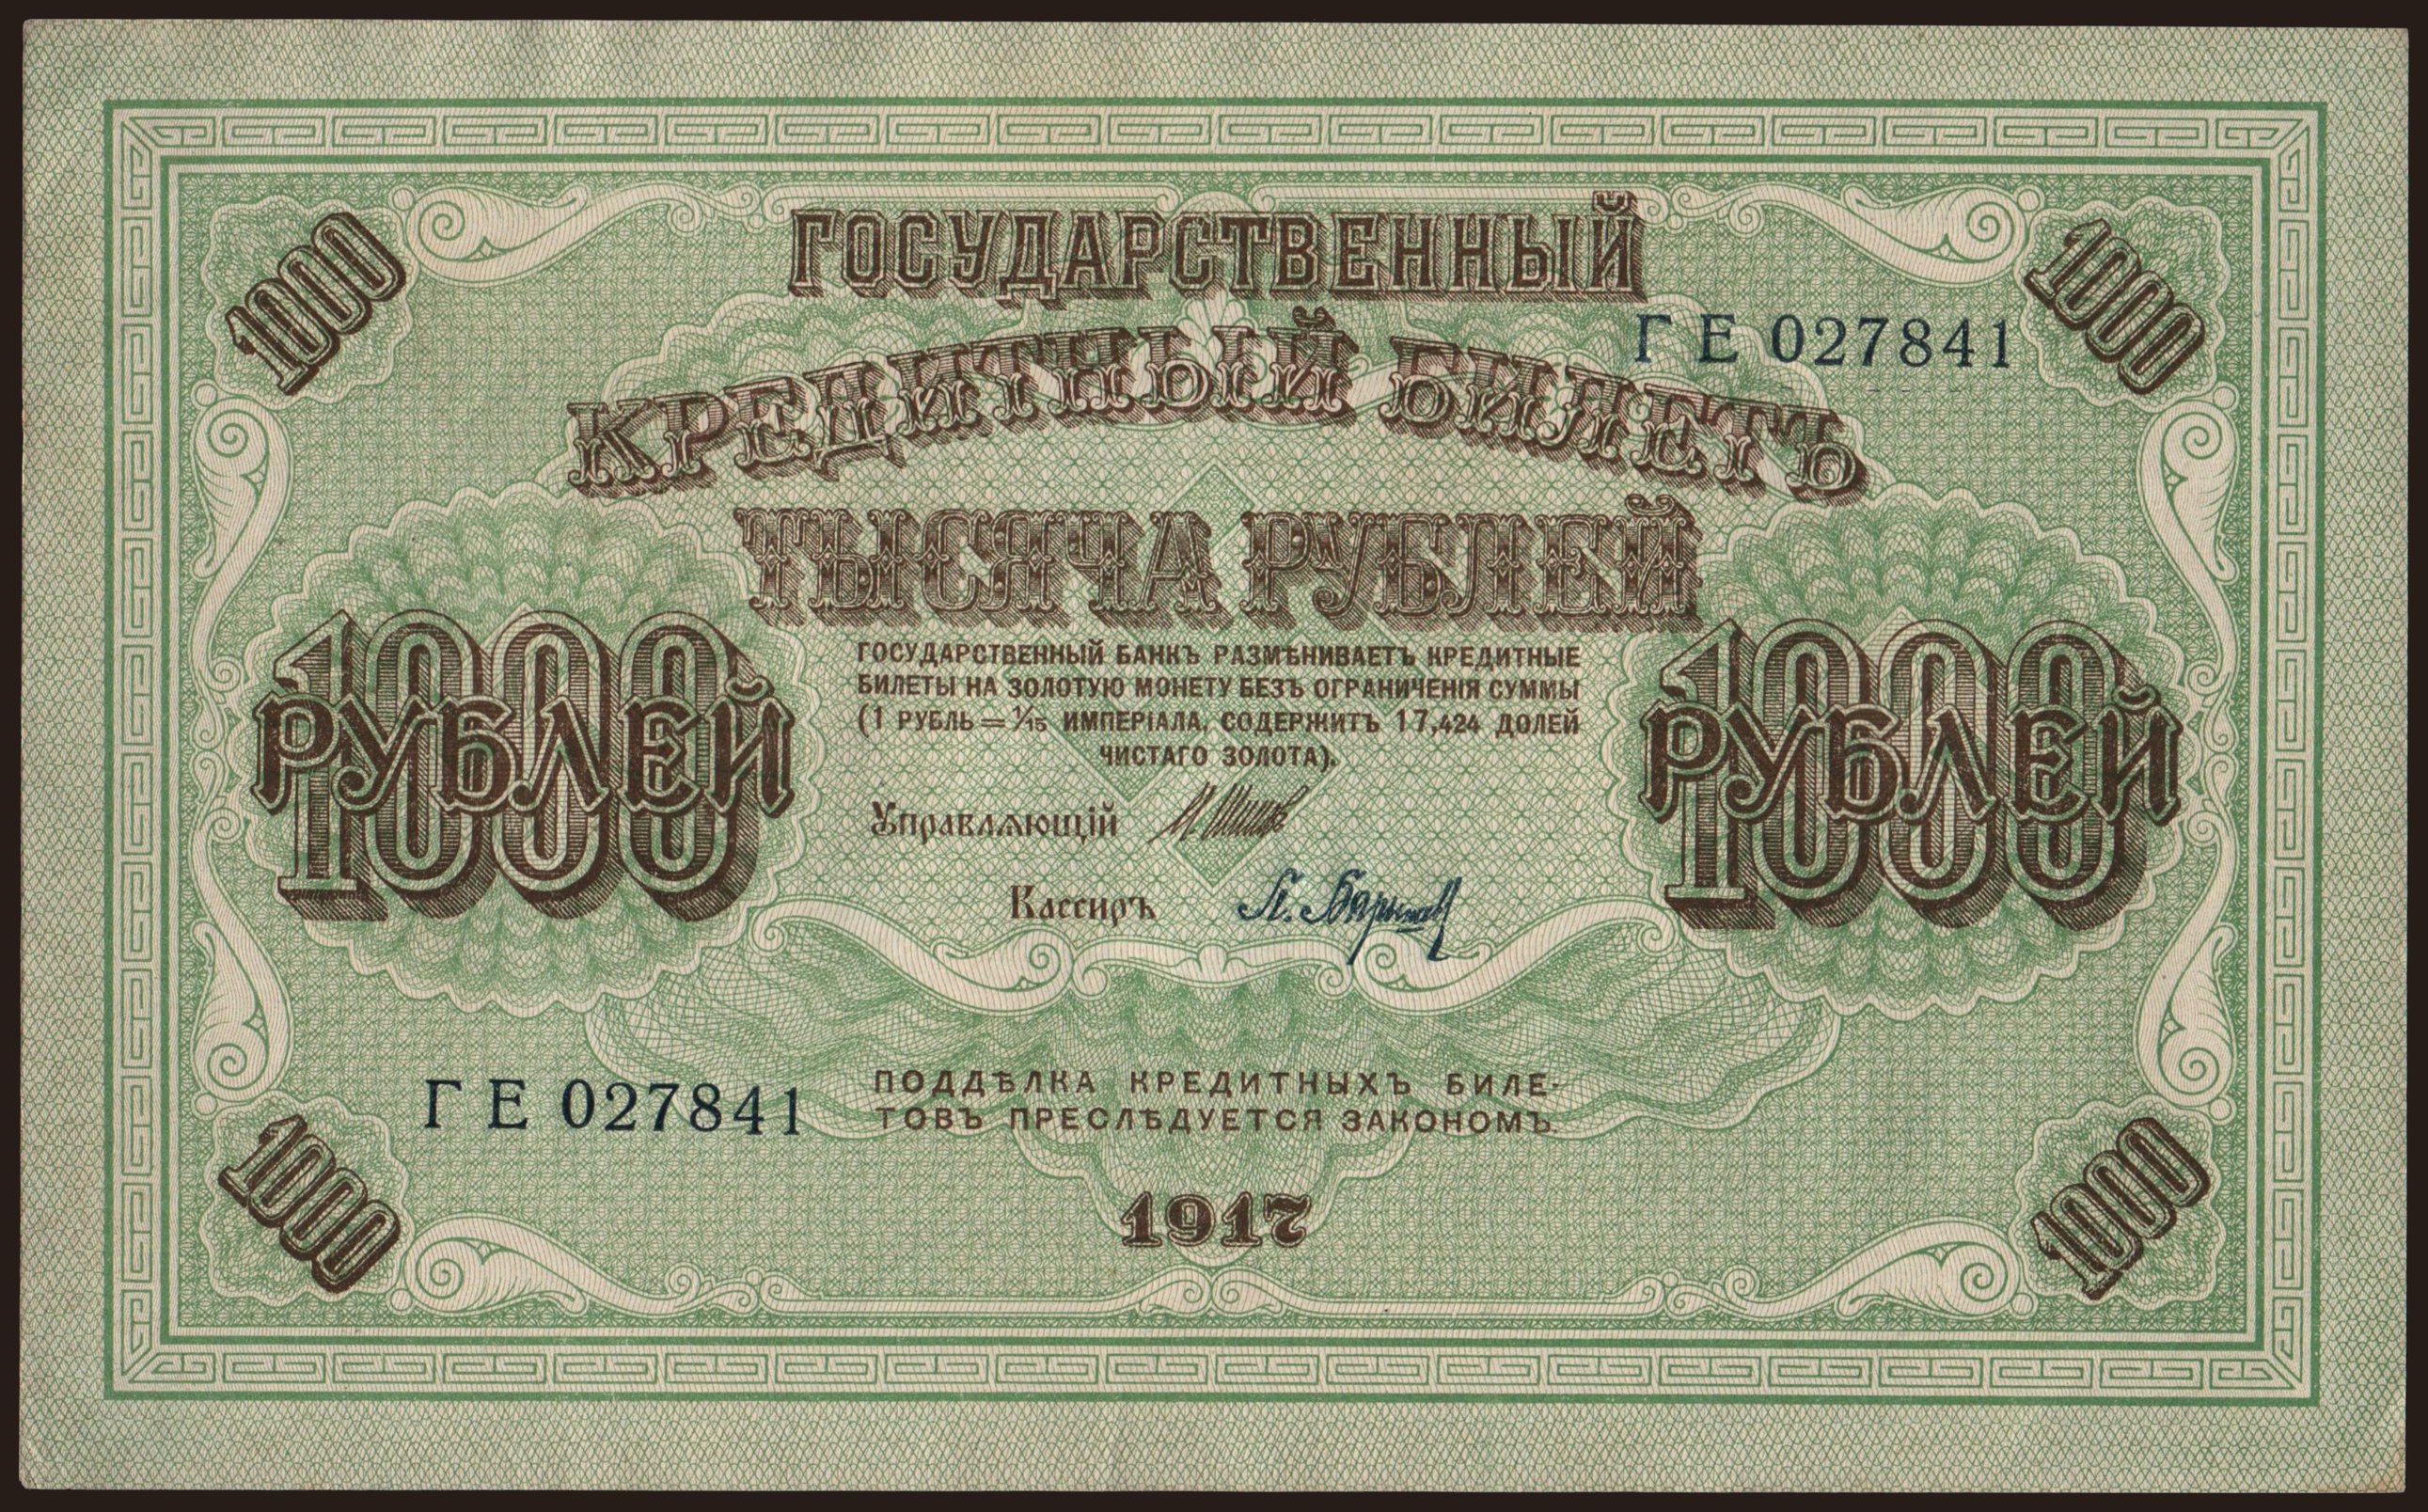 1000
1000
ГОСУДАРСТВЕННЫЙ
ГЕ 027841
КРЕДИТНЫЙ БИЛЕТЪ
ТЫСЯЧА РУБЛЕЙ
1000
РУБЛЕЙ
1000
РУБЛЕЙ
ГОСУДАРСТВЕННЫЙ БАНКЪ РАЗМѢНИВАЕТЪ КРЕДИТНЫЕ
БИЛЕТЫ НА ЗОЛОТУЮ МОНЕТУ БЕЗЪ ОГРАНИЧЕНІЯ СУММЫ
(1 РУБЛЬ = 1/15 ИМПЕРІАЛА, СОДЕРЖИТЪ 17,424 ДОЛЕЙ
ЧИСТАГО ЗОЛОТА).
Управляющій
Кассиръ
ГЕ 027841
ПОДДѢЛКА КРЕДИТНЫХЪ БИЛЕ-
ТОВЪ ПРЕСЛѢДУЕТСЯ ЗАКОНОМЪ.
1917
1000
1000